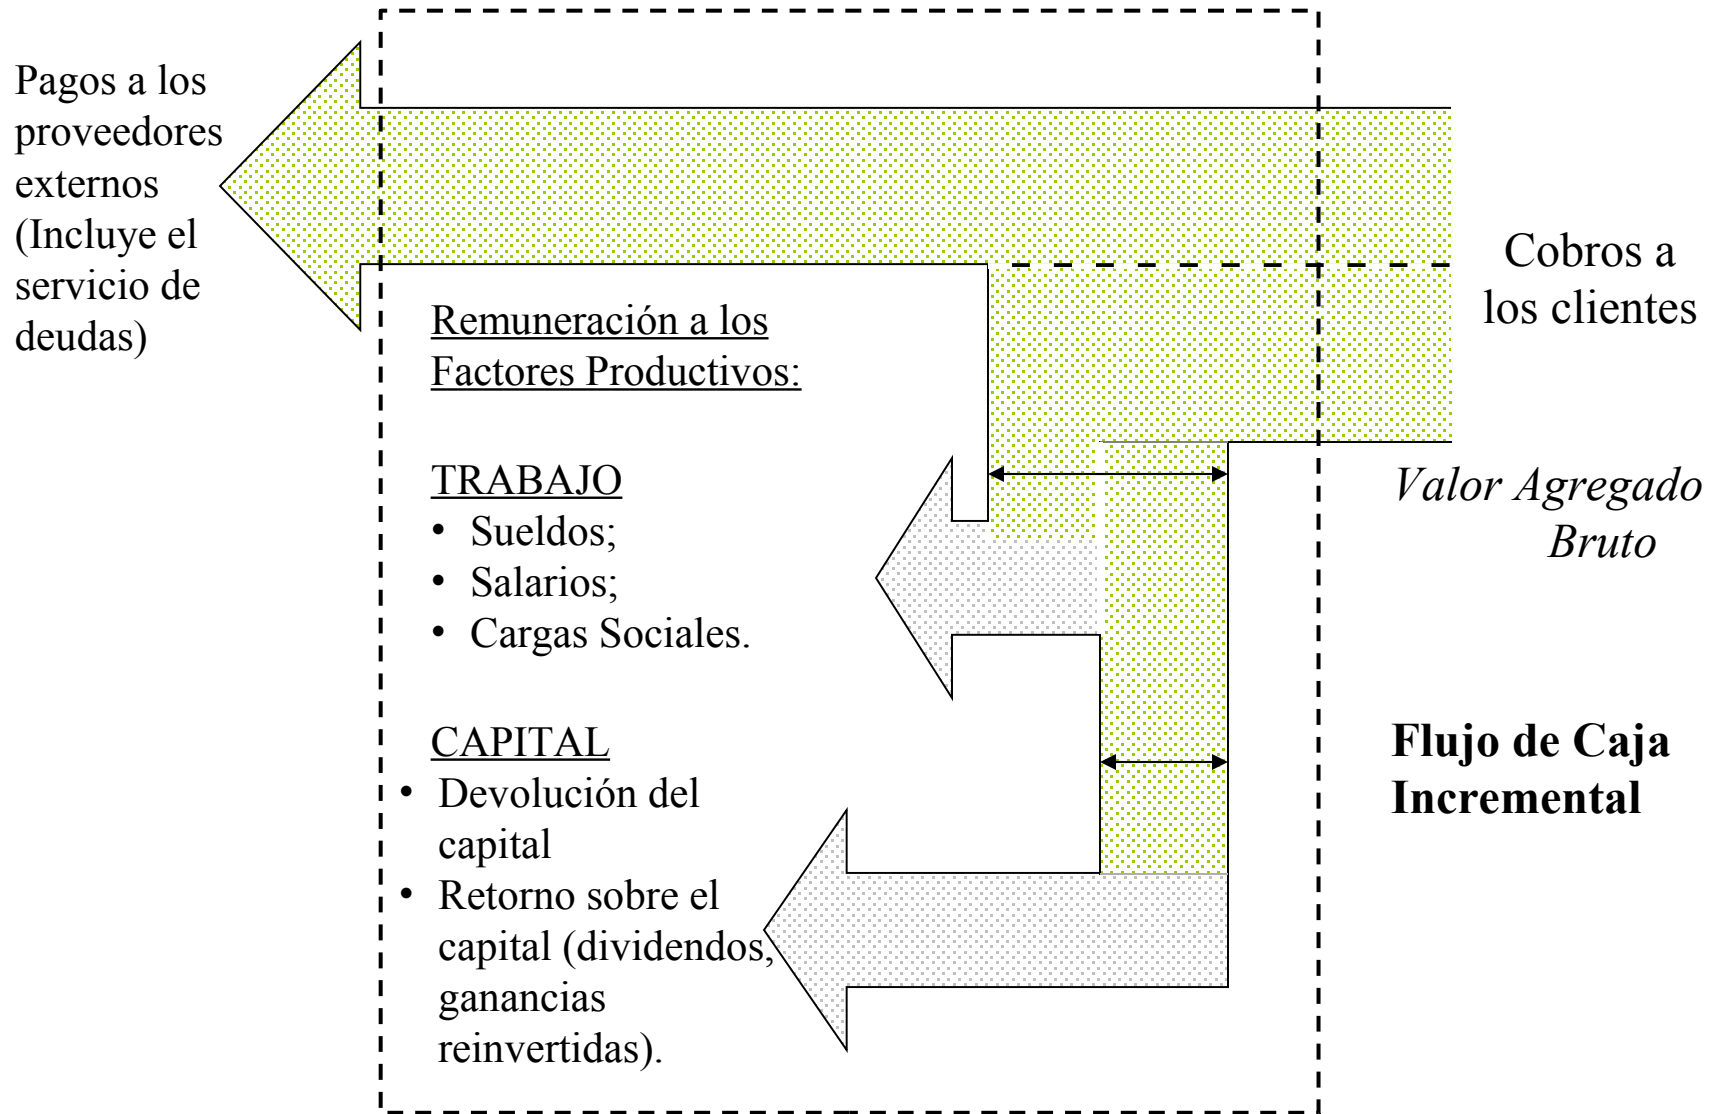 Pagos a los
proveedores
externos
(Incluye el
servicio de
deudas)
Cobros a
los clientes
Remuneración a los
Factores Productivos:
TRABAJO
• Sueldos;
• Salarios;
• Cargas Sociales.
Valor Agregado
Bruto
CAPITAL
• Devolución del
capital
• Retorno sobre el
capital (dividendos,
ganancias
reinvertidas).
Flujo de Caja
Incremental